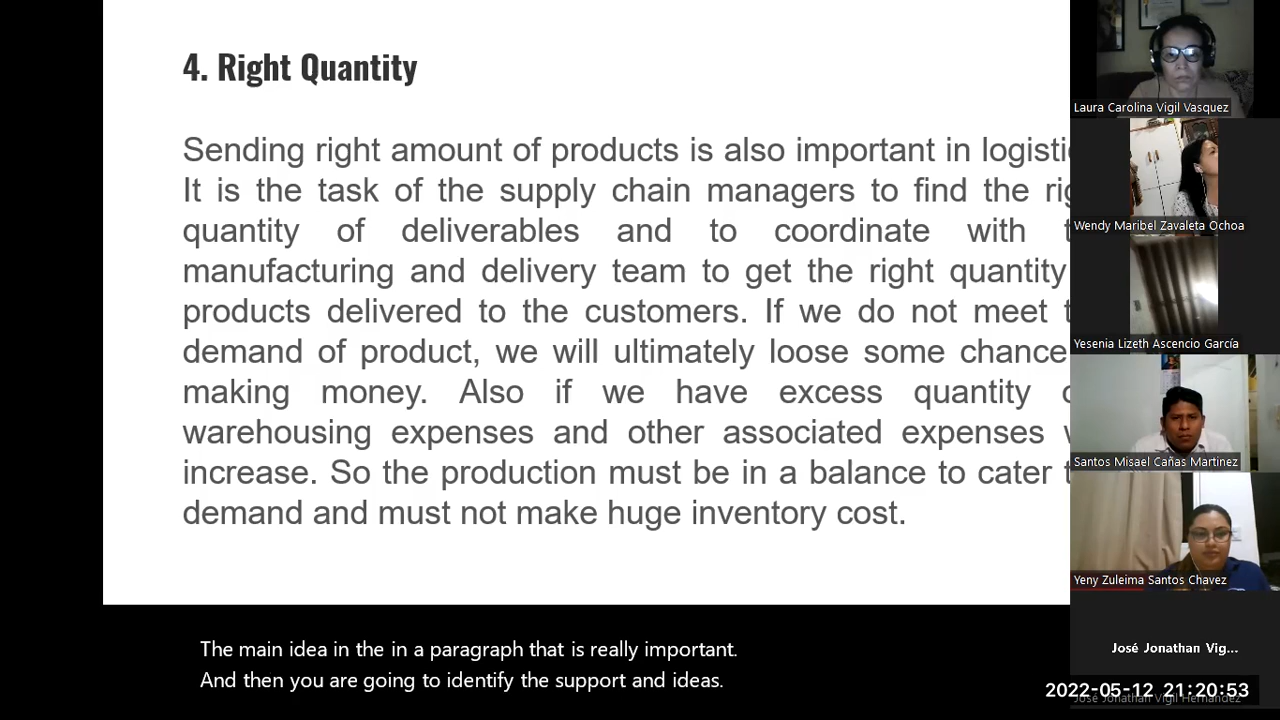 4. Right Quantity
Sending right amount of products is also important in
It is the task of the supply chain managers to find the
quantity of deliverables and to coordinate with
manufacturing and delivery team to get the right quantity
products delivered to the customers. If we do not meet
demand of product, we will ultimately loose some chance
making money. Also if we have excess quantity
warehousing expenses and other associated expenses
increase. So the production must be in a balance to cater
demand and must not make huge inventory cost.
The main idea in the in a paragraph that is really important.
And then you are going to identify the support and ideas.
Laura Carolina Vigil Vasquez
Wendy Maribel Zavaleta Ochoa
Yesenia Lizeth Ascencio García
Santos Misael Cañas Martinez
Yeny Zuleima Santos Chavez
José Jonathan Vig...
2022-05-12 21:20:53
José Jonathan Vigil Hernandez